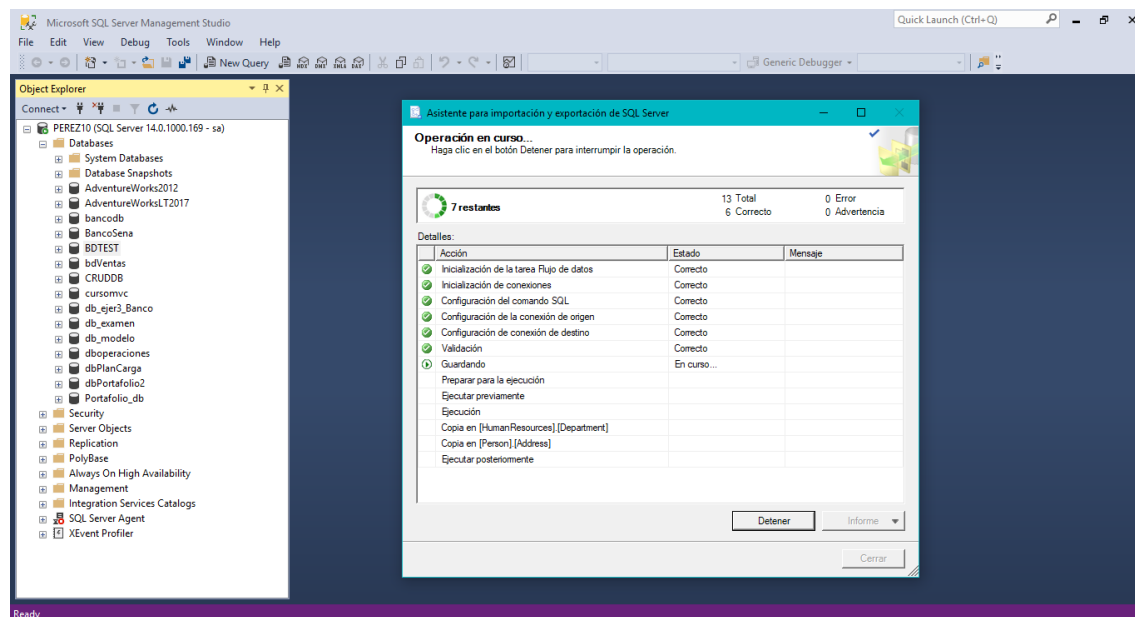 Microsoft SQL Server Management Studio
Quick Launch (Ctrl+Q)
File Edit View Debug Tools Window Help
New Query MDX DMX XMLA DAX Generic Debugger
Object Explorer
Connect
PEREZ10 (SQL Server 14.0.1000.169 - sa)
Databases
System Databases
Database Snapshots
AdventureWorks2012
AdventureWorksLT2017
bancodb
BancoSena
BDTEST
bdVentas
CRUDDB
cursomvc
db_ejer3_Banco
db_examen
db_modelo
dboperaciones
dbPlanCarga
dbPortafolio2
Portafolio_db
Security
Server Objects
Replication
PolyBase
Always On High Availability
Management
Integration Services Catalogs
SQL Server Agent
XEvent Profiler
Asistente para importación y exportación de SQL Server
Operación en curso...
Haga clic en el botón Detener para interrumpir la operación.
7 restantes
13 Total 0 Error
6 Correcto 0 Advertencia
Detalles:
Acción Estado Mensaje
Inicialización de la tarea Flujo de datos Correcto
Inicialización de conexiones Correcto
Configuración del comando SQL Correcto
Configuración de la conexión de origen Correcto
Configuración de conexión de destino Correcto
Validación Correcto
Guardando En curso...
Preparar para la ejecución
Ejecutar previamente
Ejecución
Copia en [HumanResources].[Department]
Copia en [Person].[Address]
Ejecutar posteriormente
Detener Informe
Cerrar
Ready